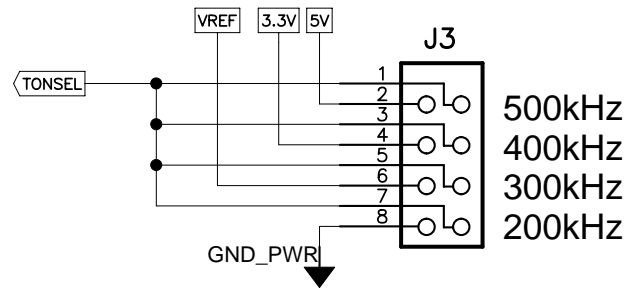 VREF 3.3V 5V
J3
TONSEL
1
2
3
4
5
6
7
8
500kHz
400kHz
300kHz
200kHz
GND_PWR